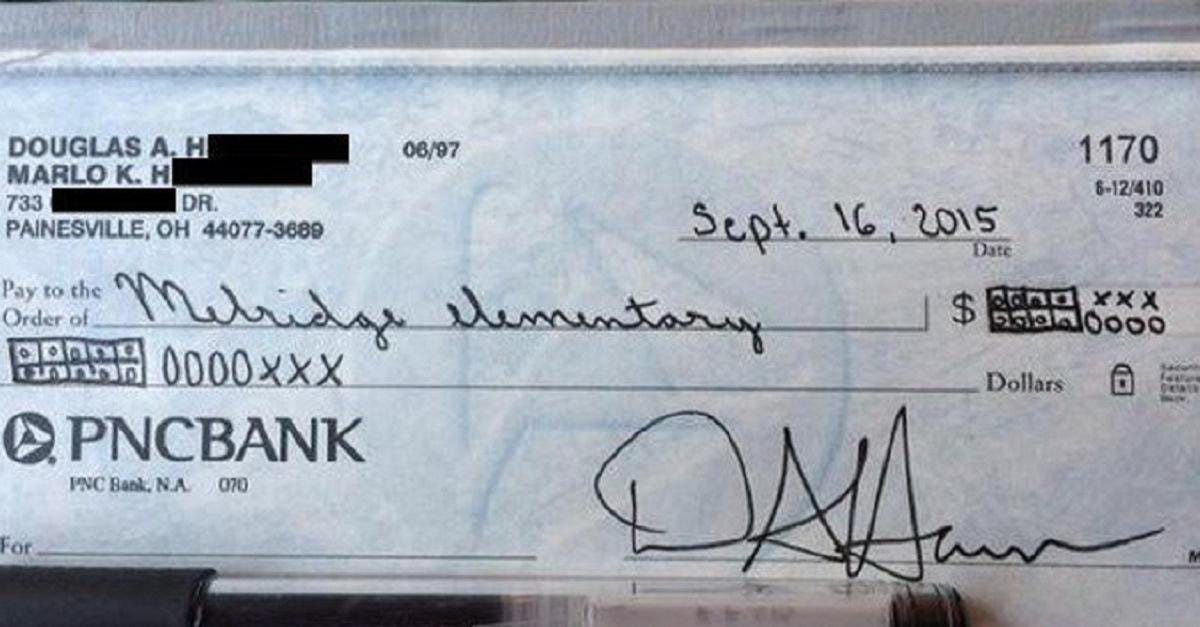 DOUGLAS A. H
06/97
1170
MARLO K. H
6-12/410
322
733 DR.
PAINESVILLE, OH 44077-3689
Sept. 16, 2015
Date
Pay to the
Order of Melridge elementary $ xxx
0000
0000xxx Dollars
PNCBANK
PNC Bank, N.A. 070
For